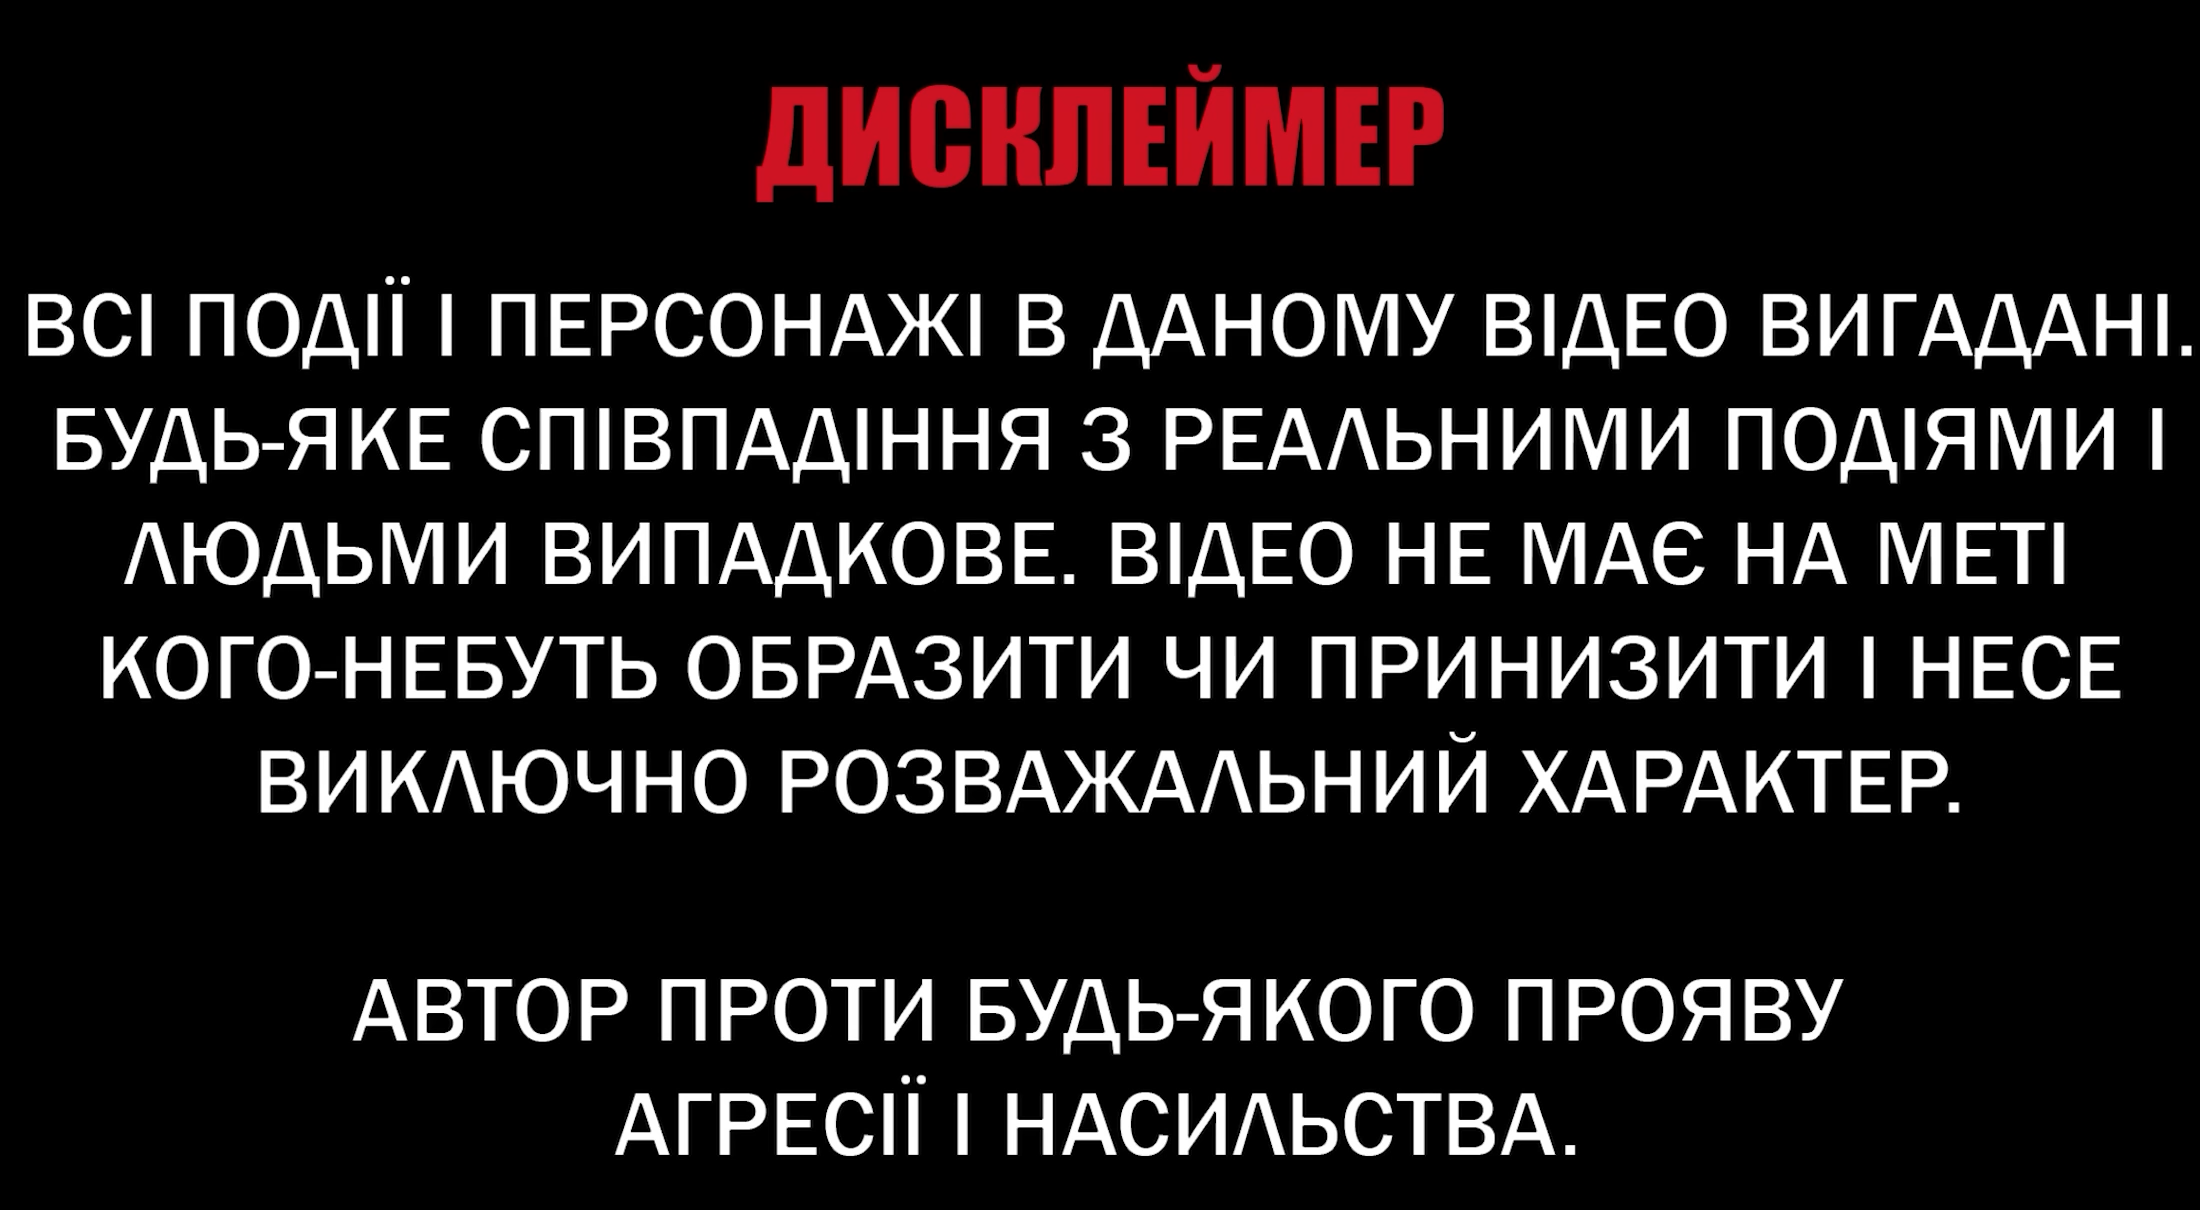 ДИСКЛЕЙМЕР
ВСІ ПОДІЇ І ПЕРСОНАЖІ В ДАНОМУ ВІДЕО ВИГАДАНІ.
БУДЬ-ЯКЕ СПІВПАДІННЯ З РЕАЛЬНИМИ ПОДІЯМИ І
ЛЮДЬМИ ВИПАДКОВЕ. ВІДЕО НЕ МАЄ НА МЕТІ
КОГО-НЕБУТЬ ОБРАЗИТИ ЧИ ПРИНИЗИТИ І НЕСЕ
ВИКЛЮЧНО РОЗВАЖАЛЬНИЙ ХАРАКТЕР.
АВТОР ПРОТИ БУДЬ-ЯКОГО ПРОЯВУ
АГРЕСІЇ І НАСИЛЬСТВА.